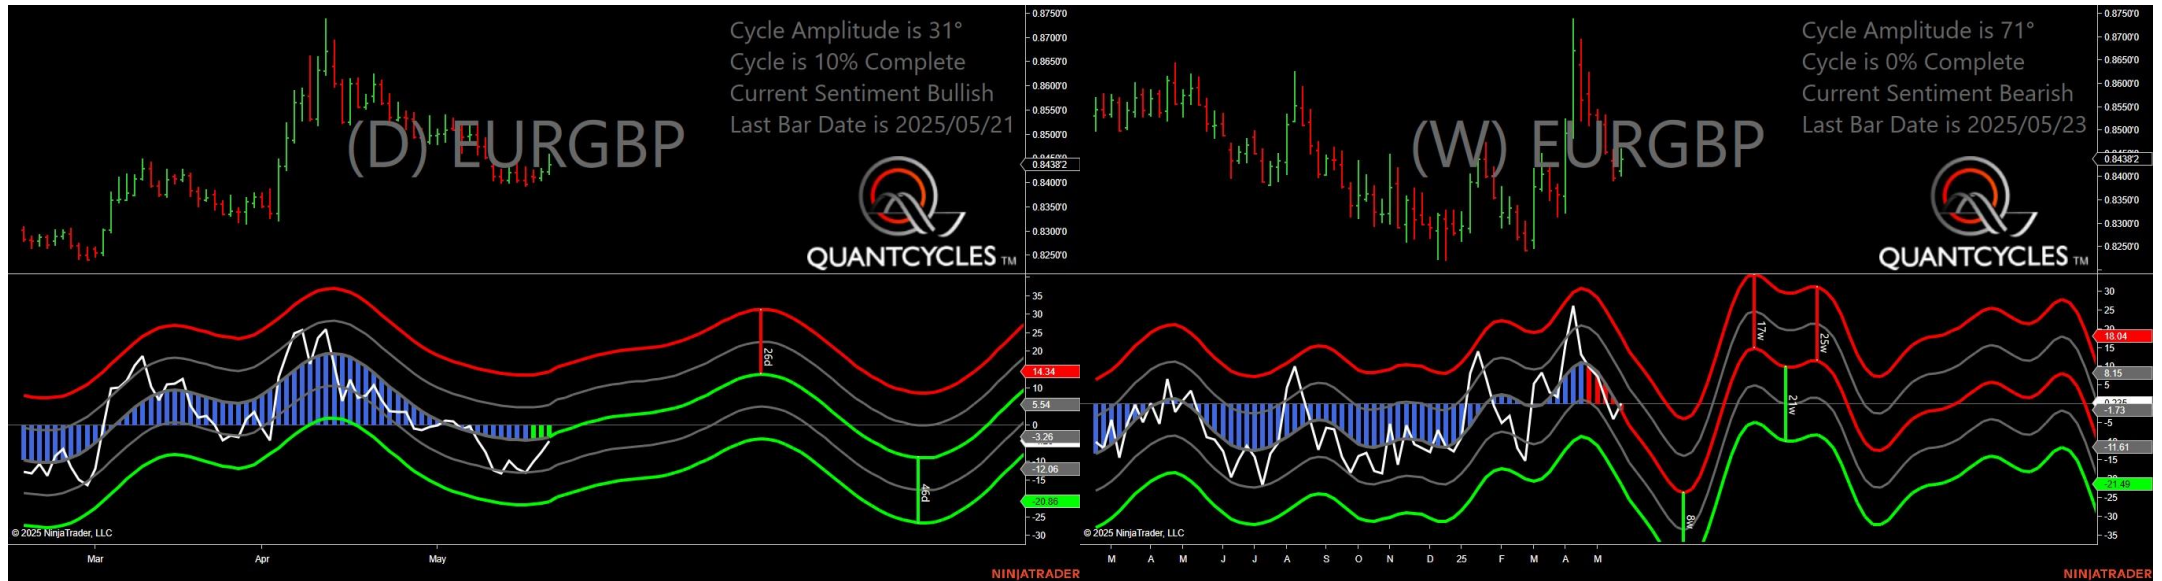 Cycle Amplitude is 31°
Cycle is 10% Complete
Current Sentiment Bullish
Last Bar Date is 2025/05/21
(D) EURGBP
QUANTCYCLES TM
0.8750'0
0.8700'0
0.8650'0
0.8600'0
0.8550'0
0.8500'0
0.8438'2
0.8400'0
0.8350'0
0.8300'0
0.8250'0
35
30
25
20
14.34
10
5.54
0
-3.26
-10
-12.06
-15
-20.86
-25
-30
26d
46d
© 2025 NinjaTrader, LLC
Mar
Apr
May
NINJATRADER
Cycle Amplitude is 71°
Cycle is 0% Complete
Current Sentiment Bearish
Last Bar Date is 2025/05/23
(W) EURGBP
QUANTCYCLES TM
0.8750'0
0.8700'0
0.8650'0
0.8600'0
0.8550'0
0.8500'0
0.8438'2
0.8400'0
0.8350'0
0.8300'0
0.8250'0
30
25
18.04
15
8.15
5
-1.73
-5
-11.61
-15
-21.49
-25
-30
-35
17w
25w
21w
8w
© 2025 NinjaTrader, LLC
M A M J J A S O N D 25 F M A M
NINJATRADER